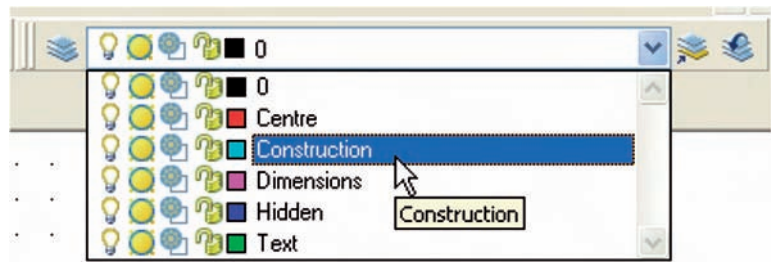 0
0
Centre
Construction
Dimensions
Hidden
Construction
Text